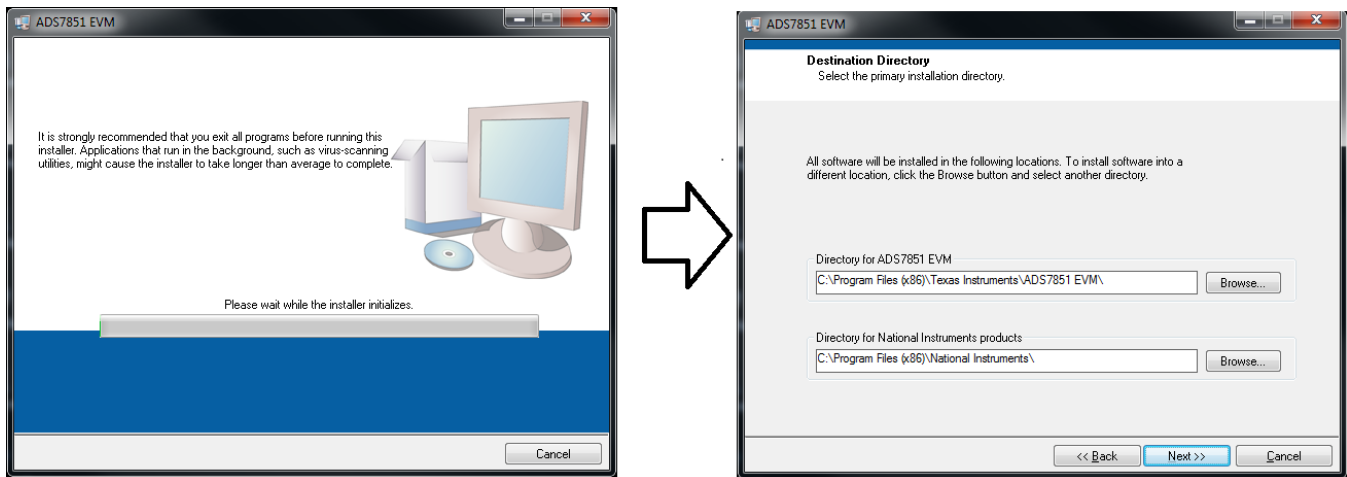 ADS7851 EVM
It is strongly recommended that you exit all programs before running this
installer. Applications that run in the background, such as virus-scanning
utilities, might cause the installer to take longer than average to complete.
Please wait while the installer initializes.
Cancel
ADS7851 EVM
Destination Directory
Select the primary installation directory.
All software will be installed in the following locations. To install software into a
different location, click the Browse button and select another directory.
Directory for ADS7851 EVM
C:\Program Files (x86)\Texas Instruments\ADS7851 EVM\
Browse...
Directory for National Instruments products
C:\Program Files (x86)\National Instruments\
Browse...
<< Back
Next >>
Cancel